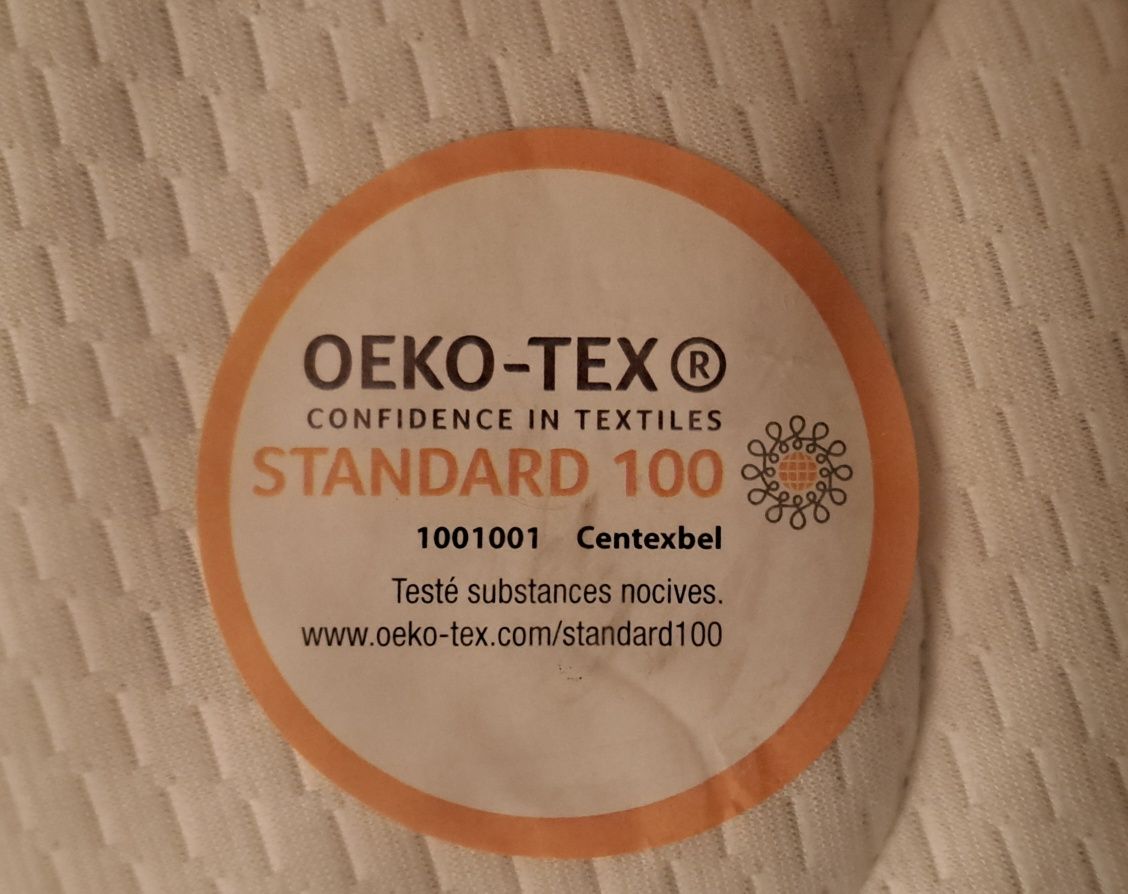 OEKO-TEX®
CONFIDENCE IN TEXTILES
STANDARD 100
1001001 Centexbel
Testé substances nocives.
www.oeko-tex.com/standard100